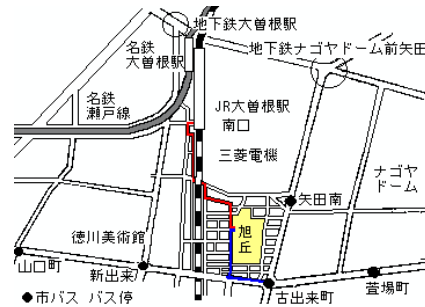 地下鉄大曽根駅
名鉄
大曽根駅
地下鉄ナゴヤドーム前矢田
名鉄
瀬戸線
JR大曽根駅
南口
三菱電機
ナゴヤ
ドーム
矢田南
旭
丘
徳川美術館
山口町
新出来
古出来町
萱場町
●市バス バス停